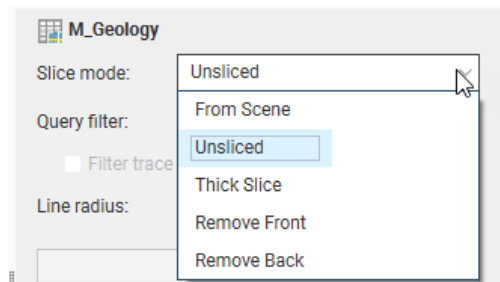 M_Geology
Slice mode: Unsliced
From Scene
Query filter:
Unsliced
Filter trace
Thick Slice
Line radius:
Remove Front
Remove Back